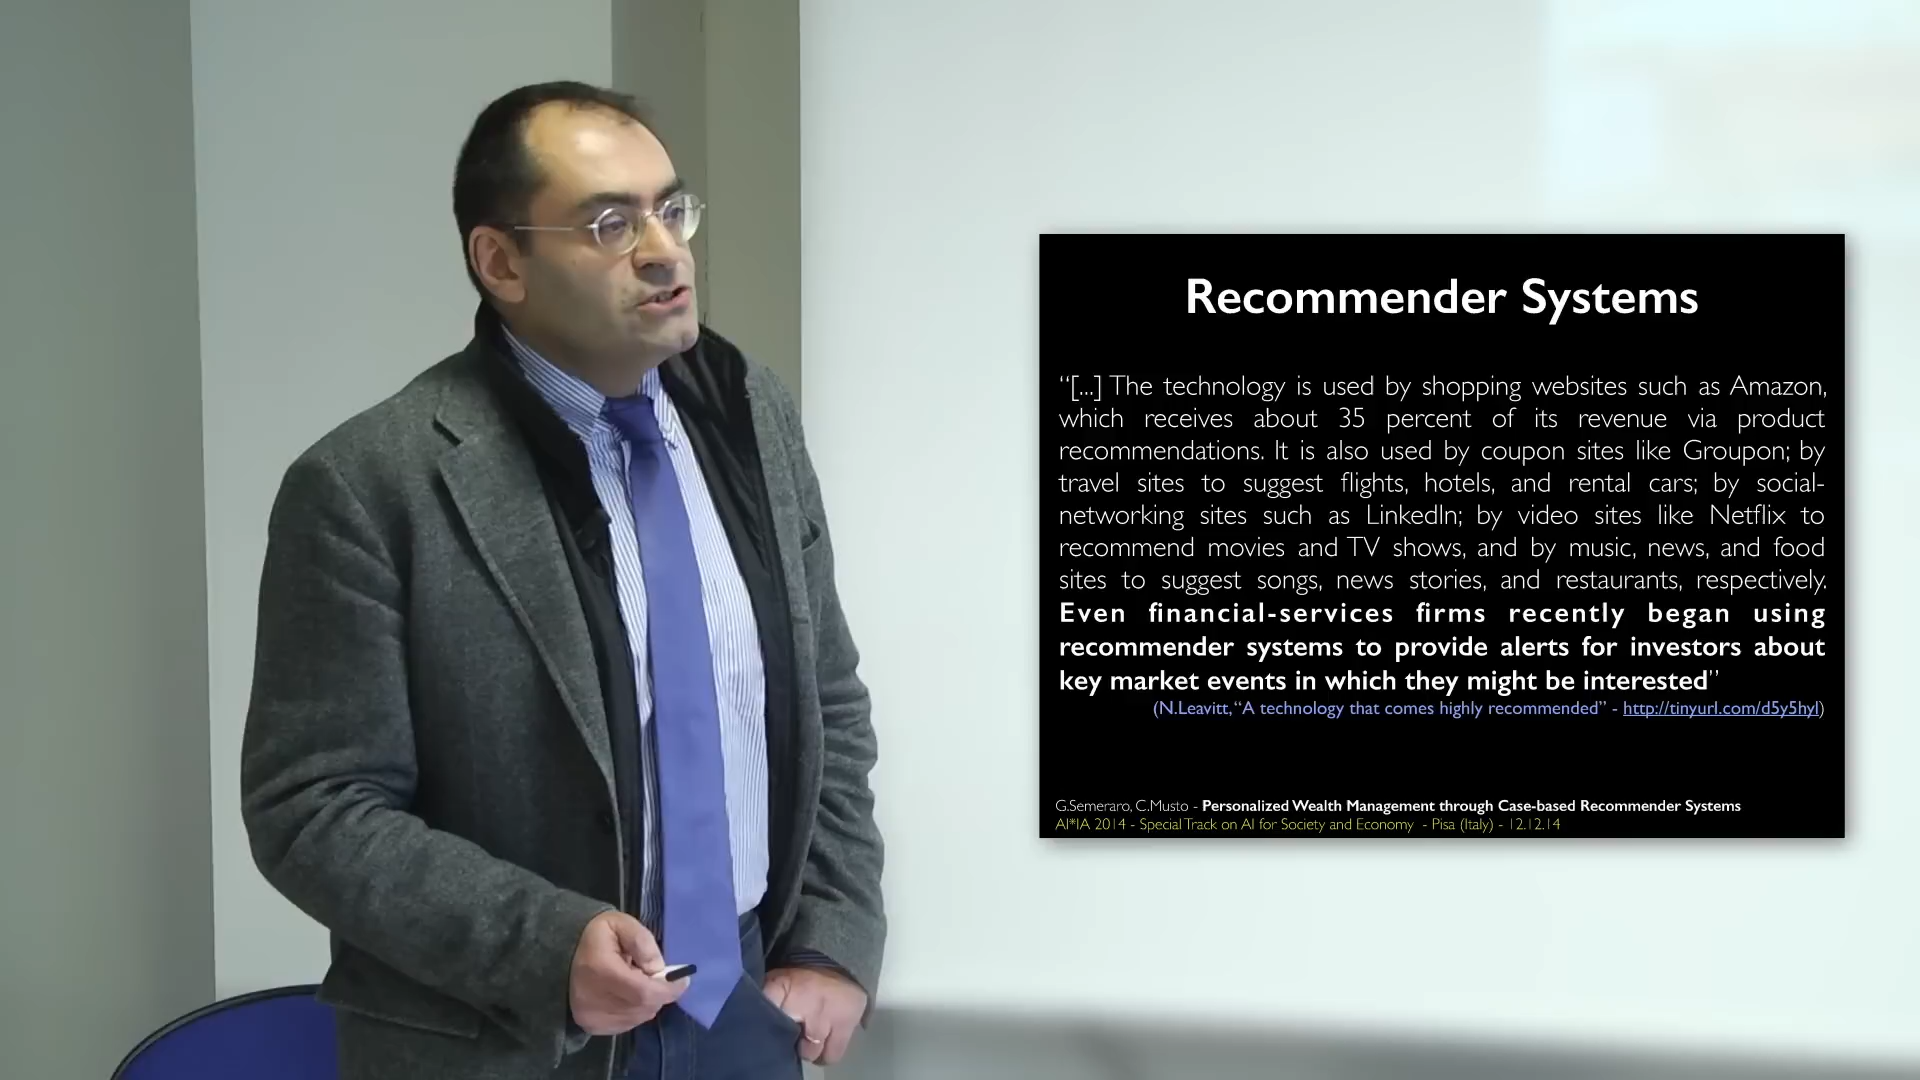 Recommender Systems
“[...] The technology is used by shopping websites such as Amazon,
which receives about 35 percent of its revenue via product
recommendations. It is also used by coupon sites like Groupon; by
travel sites to suggest flights, hotels, and rental cars; by social-
networking sites such as LinkedIn; by video sites like Netflix to
recommend movies and TV shows, and by music, news, and food
sites to suggest songs, news stories, and restaurants, respectively.
Even financial-services firms recently began using
recommender systems to provide alerts for investors about
key market events in which they might be interested”
(N.Leavitt,“A technology that comes highly recommended” - http://tinyurl.com/d5y5hyl)
G.Semeraro, C.Musto - Personalized Wealth Management through Case-based Recommender Systems
AI*IA 2014 - Special Track on AI for Society and Economy - Pisa (Italy) - 12.12.14